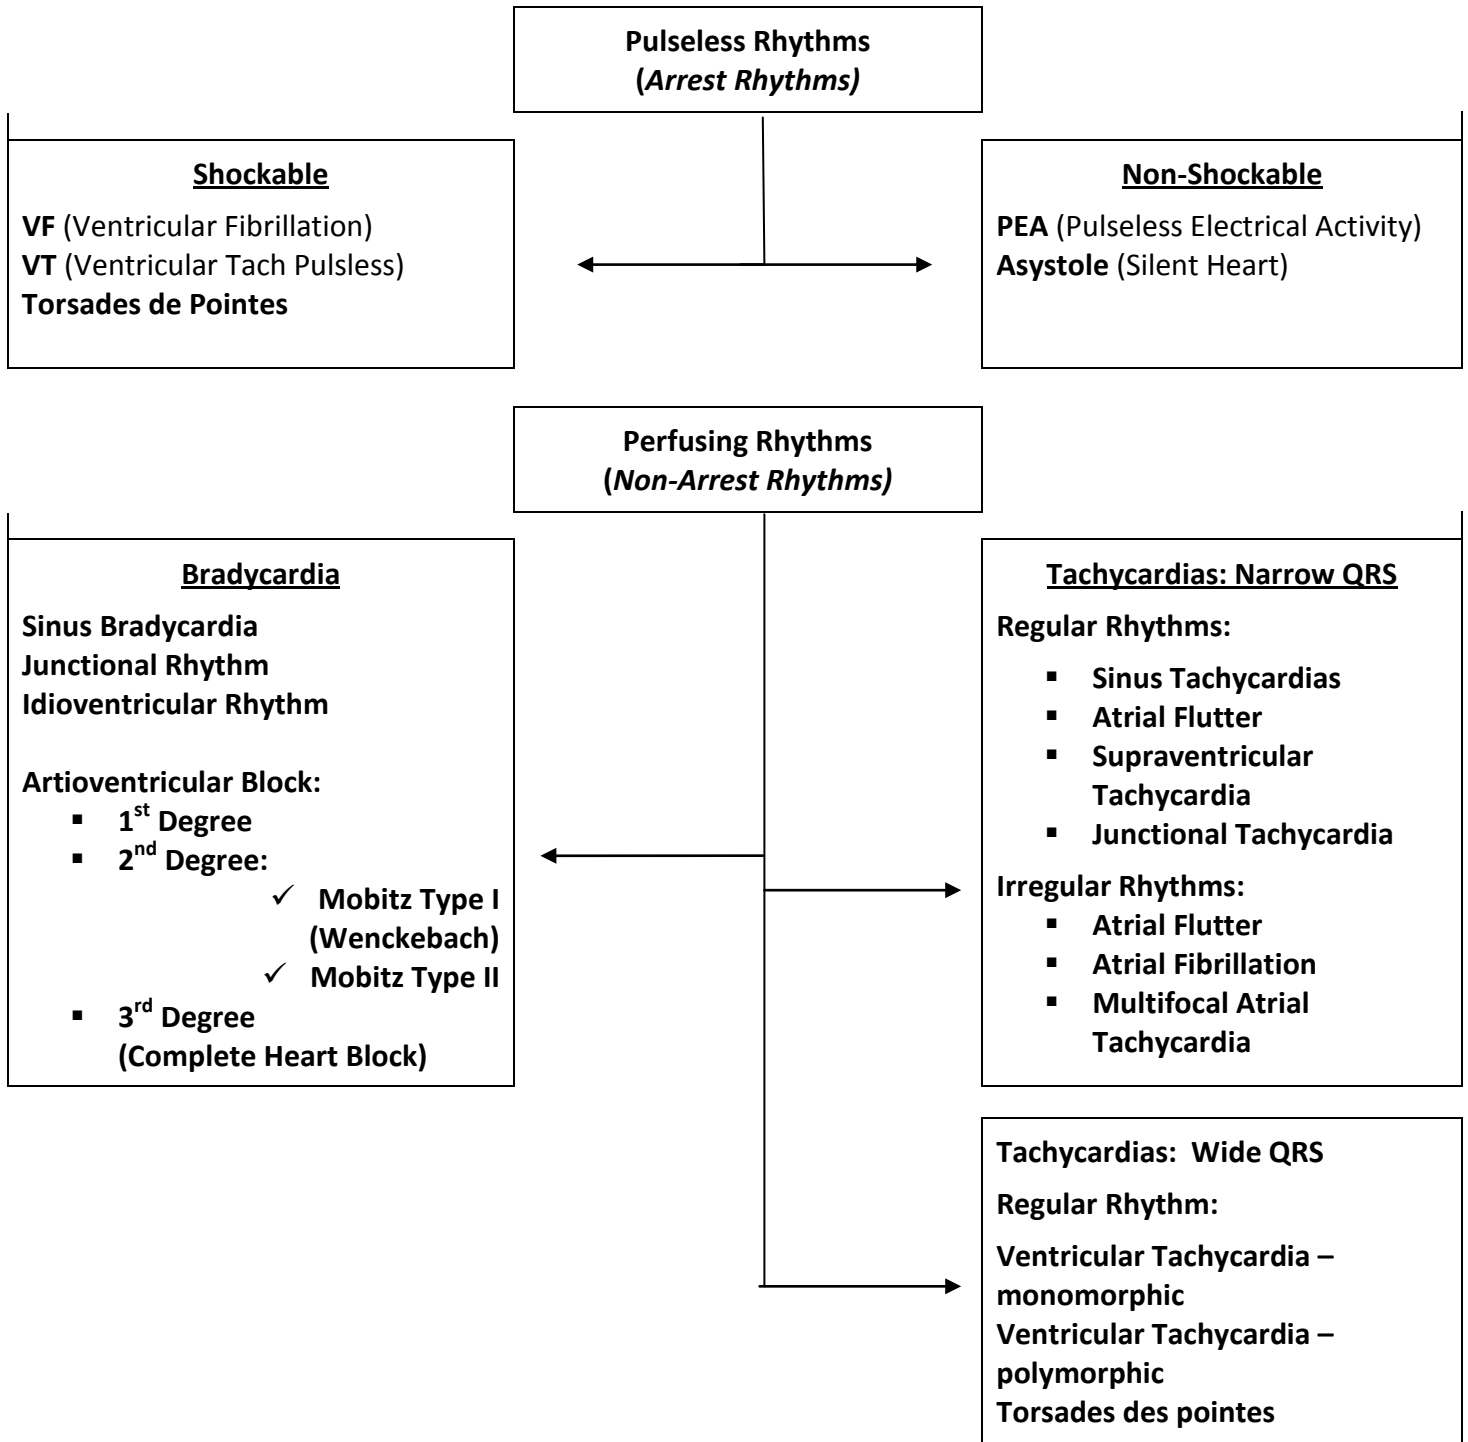 Pulseless Rhythms
(Arrest Rhythms)
Shockable
VF (Ventricular Fibrillation)
VT (Ventricular Tach Pulsless)
Torsades de Pointes
Non-Shockable
PEA (Pulseless Electrical Activity)
Asystole (Silent Heart)
Perfusing Rhythms
(Non-Arrest Rhythms)
Bradycardia
Sinus Bradycardia
Junctional Rhythm
Idioventricular Rhythm
Artioventricular Block:
▪ 1st Degree
▪ 2nd Degree:
✓ Mobitz Type I
(Wenckebach)
✓ Mobitz Type II
▪ 3rd Degree
(Complete Heart Block)
Tachycardias: Narrow QRS
Regular Rhythms:
▪ Sinus Tachycardias
▪ Atrial Flutter
▪ Supraventricular
Tachycardia
▪ Junctional Tachycardia
Irregular Rhythms:
▪ Atrial Flutter
▪ Atrial Fibrillation
▪ Multifocal Atrial
Tachycardia
Tachycardias: Wide QRS
Regular Rhythm:
Ventricular Tachycardia –
monomorphic
Ventricular Tachycardia –
polymorphic
Torsades des pointes